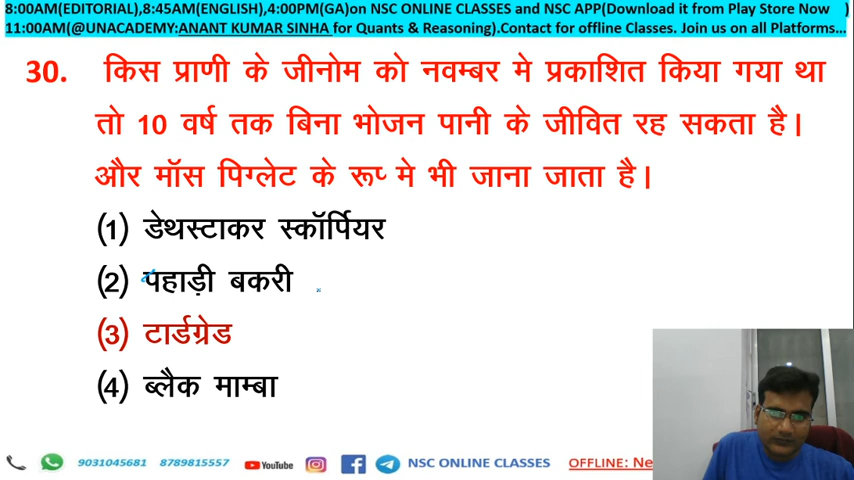 8:00AM(EDITORIAL),8:45AM(ENGLISH),4:00PM(GA)on NSC ONLINE CLASSES and NSC APP(Download it from Play Store Now )
11:00AM(@UNACADEMY:ANANT KUMAR SINHA for Quants & Reasoning).Contact for offline Classes. Join us on all Platforms...
30. किस प्राणी के जीनोम को नवम्बर मे प्रकाशित किया गया था
तो 10 वर्ष तक बिना भोजन पानी के जीवित रह सकता है।
और मॉस पिग्लेट के रूप मे भी जाना जाता है।
(1) डेथस्टाकर स्कॉर्पियर
(2) पहाड़ी बकरी
(3) टार्डग्रेड
(4) ब्लैक माम्बा
9031045681 8789815557 YouTube NSC ONLINE CLASSES OFFLINE: Ne